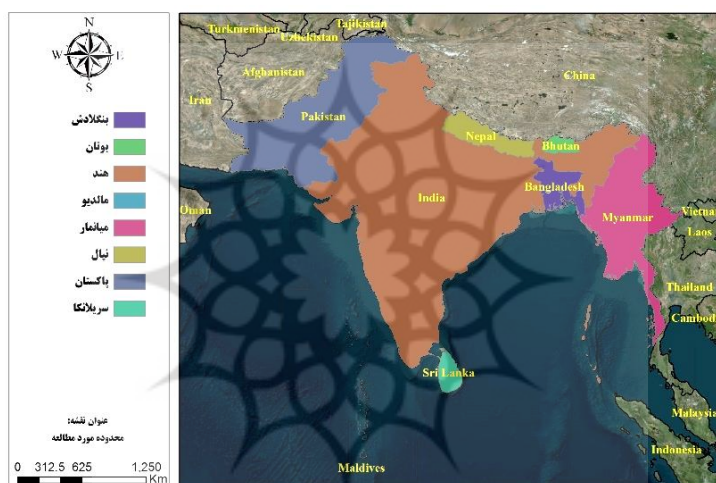 N
W E
S
بنگلادش
بوتان
هند
مالدیو
میانمار
نپال
پاکستان
سریلانکا
عنوان نقشه:
محدوده مورد مطالعه
0 312.5 625 1,250
Km
Tajikistan
Turkmenistan
Uzbekistan
Afghanistan
China
Iran
Pakistan
Nepal
Bhutan
Bangladesh
India
Oman
Myanmar
Vietnam
Laos
Thailand
Cambod
Sri Lanka
Malaysia
Indonesia
Maldives